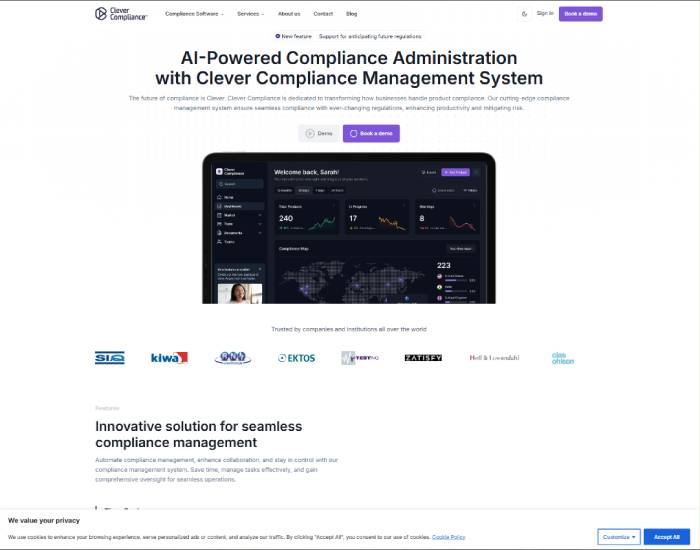 Clever
Compliance
Compliance Software
Services
About us
Contact
Blog
Sign in
Book a demo
New feature
Support for anticipating future regulations
AI-Powered Compliance Administration
with Clever Compliance Management System
The future of compliance is Clever. Clever Compliance is dedicated to transforming how businesses handle product compliance. Our cutting-edge compliance
management system ensure seamless compliance with ever-changing regulations, enhancing productivity and mitigating risk.
Demo
Book a demo
Clever
Compliance
Search
Home
Dashboard
Market
Tests
Documents
Teams
Welcome back, Sarah!
Total Products
240
In Progress
17
Warnings
8
Compliance Map
223
Trusted by companies and institutions all over the world
SIQ
kiwa
EKTOS
ZATISFY
clas
ohlson
Features
Innovative solution for seamless
compliance management
Automate compliance management, enhance collaboration, and stay in control with our
compliance management system. Save time, manage tasks effectively, and gain
comprehensive oversight for seamless operations.
We value your privacy
We use cookies to enhance your browsing experience, serve personalized ads or content, and analyze our traffic. By clicking "Accept All", you consent to our use of cookies. Cookie Policy
Customize
Accept All